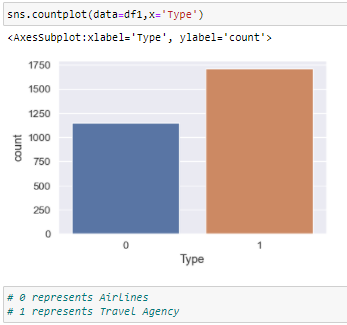 sns.countplot(data=df1,x='Type')
<AxesSubplot:xlabel='Type', ylabel='count'>
1750
1500
1250
1000
750
500
250
0
count
0 1
Type
# 0 represents Airlines
# 1 represents Travel Agency